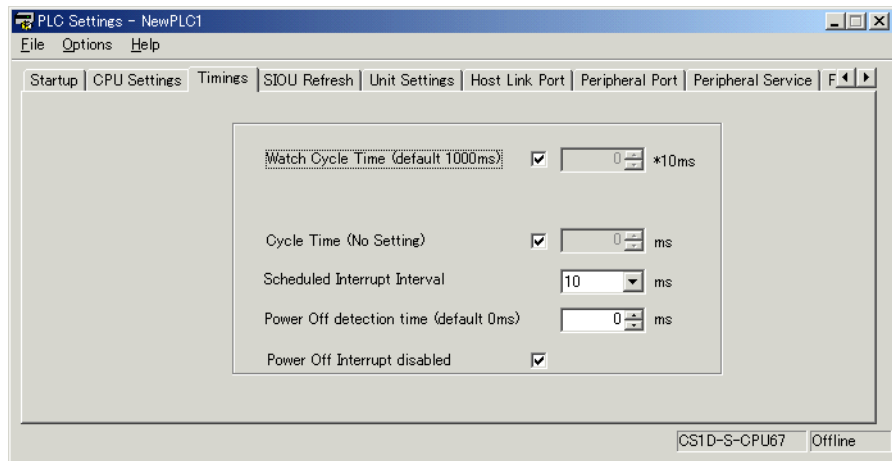 PLC Settings - NewPLC1
File Options Help
Startup CPU Settings Timings SIOU Refresh Unit Settings Host Link Port Peripheral Port Peripheral Service F
Watch Cycle Time (default 1000ms) 0 *10ms
Cycle Time (No Setting) 0 ms
Scheduled Interrupt Interval 10 ms
Power Off detection time (default 0ms) 0 ms
Power Off Interrupt disabled
CS1D-S-CPU67 Offline